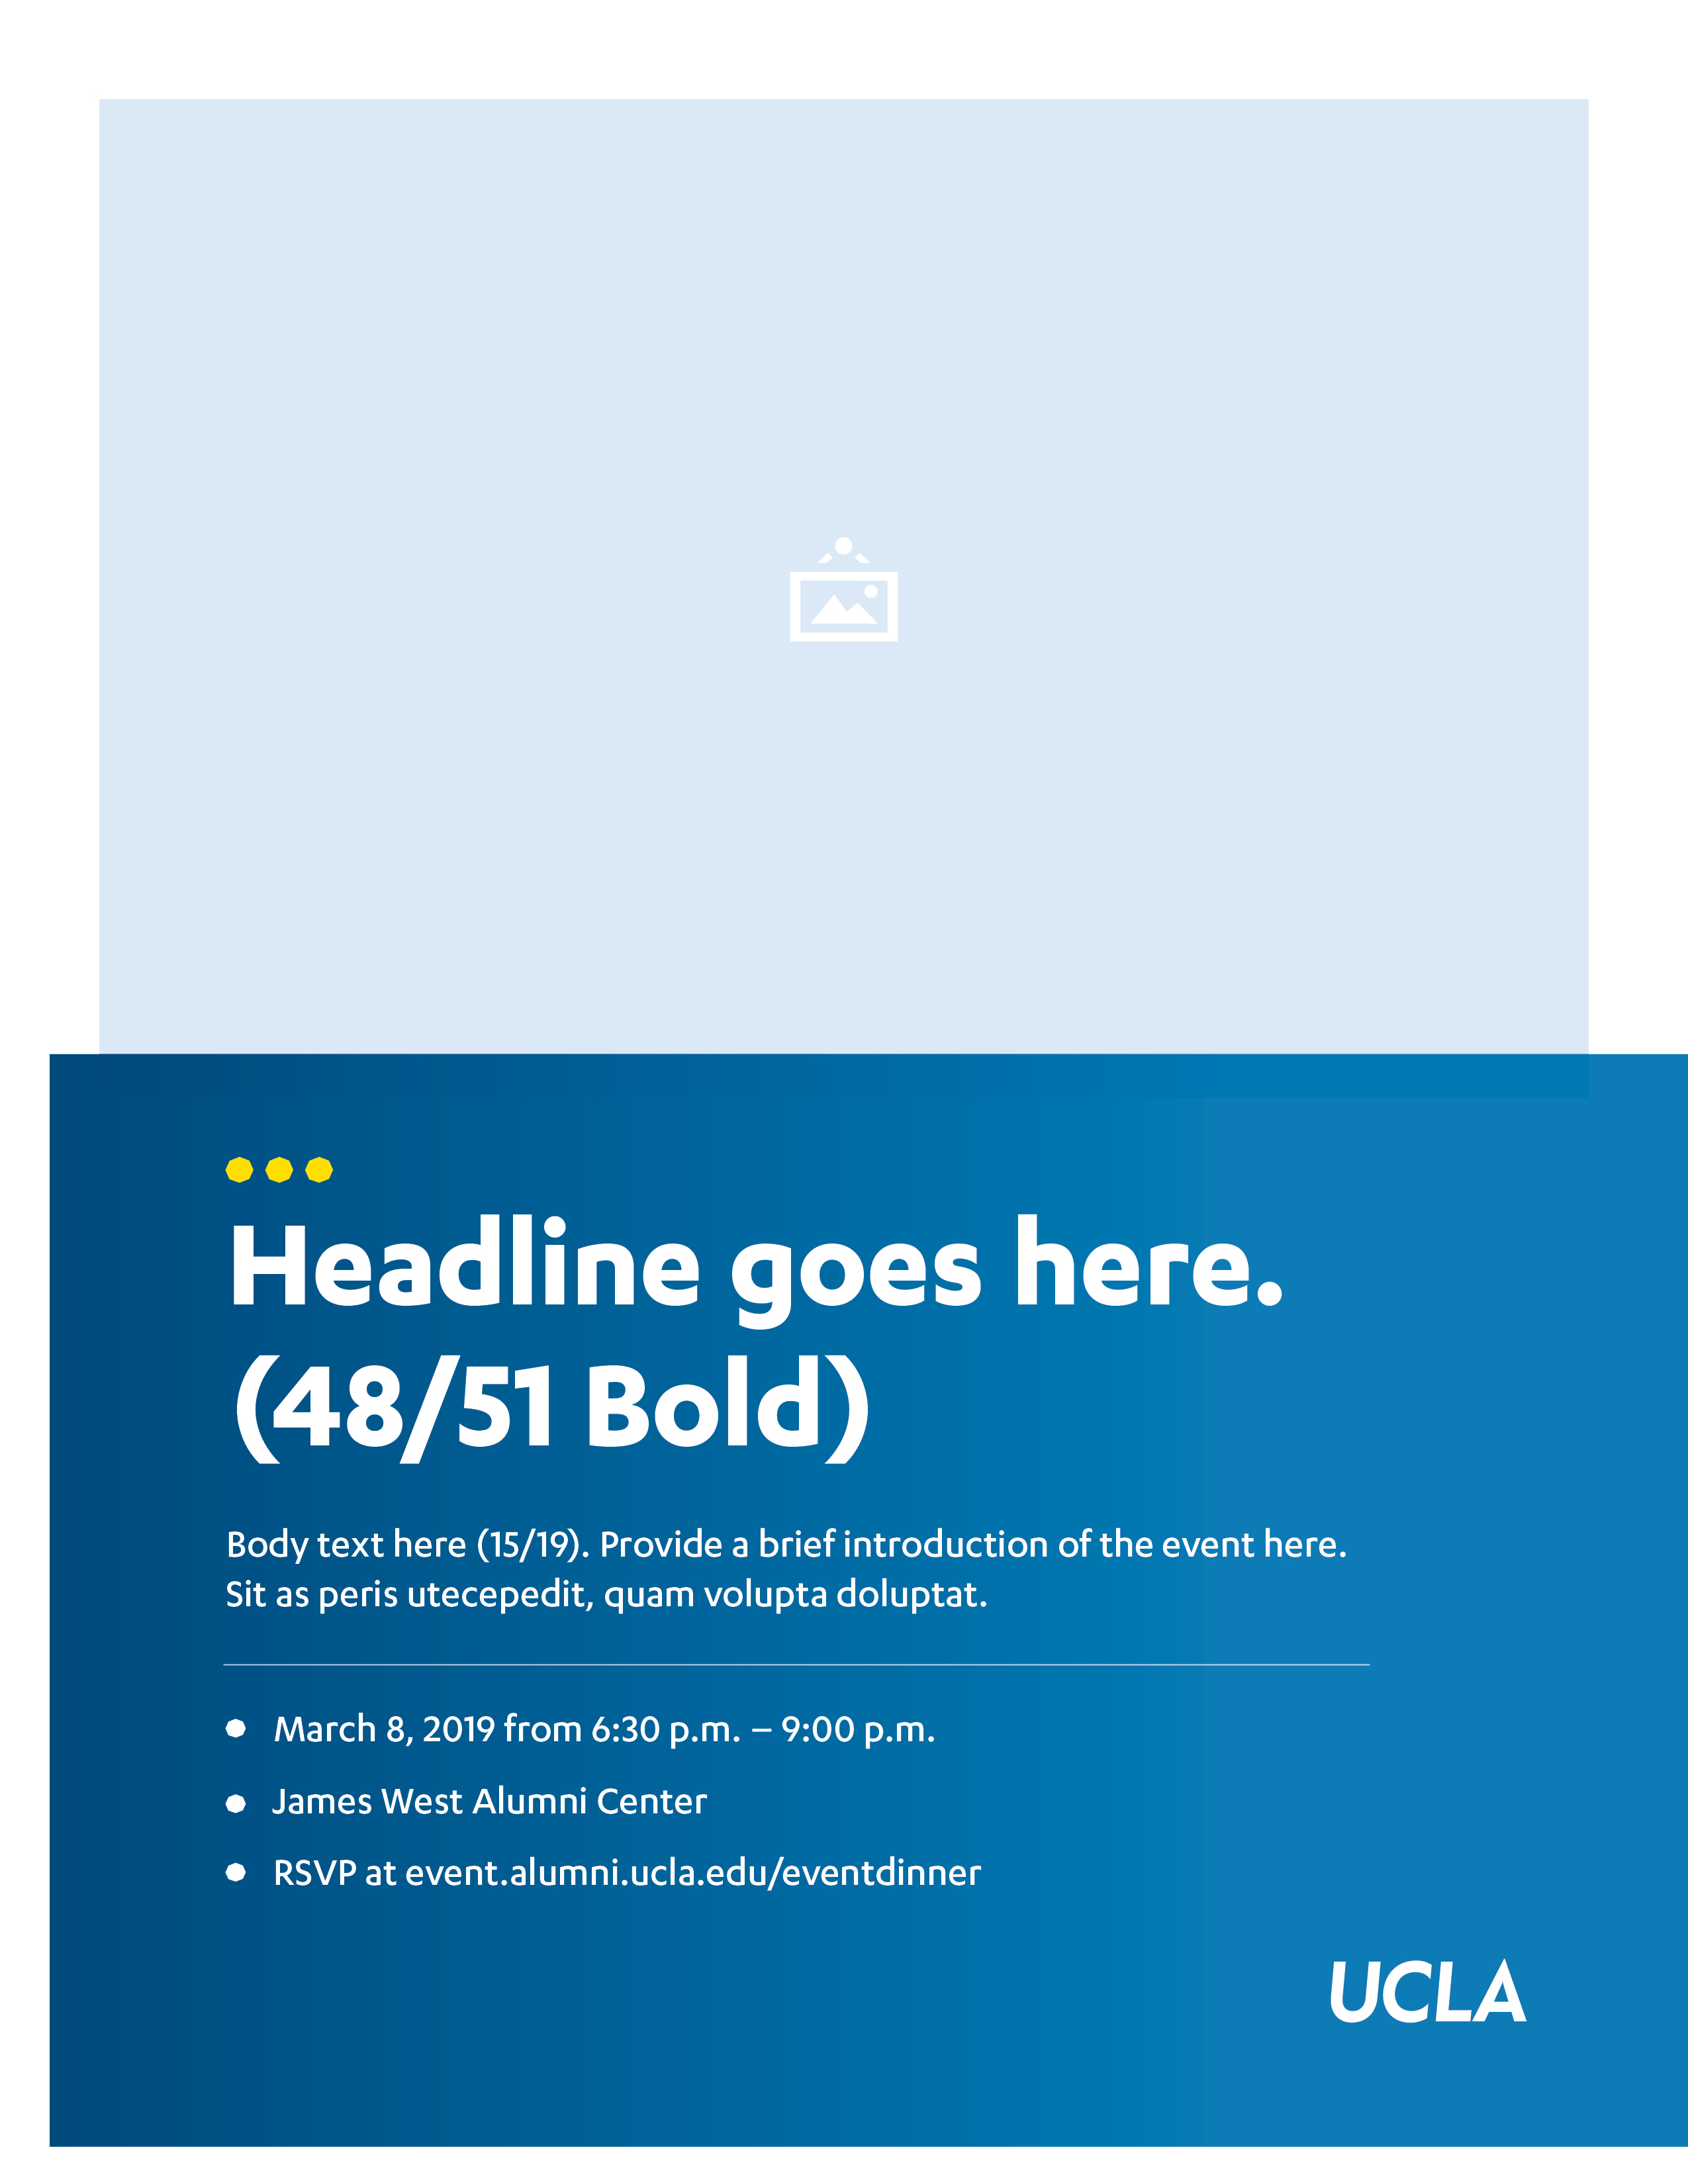 Headline goes here.
(48/51 Bold)
Body text here (15/19). Provide a brief introduction of the event here.
Sit as peris utecepedit, quam volupta doluptat.
March 8, 2019 from 6:30 p.m. – 9:00 p.m.
James West Alumni Center
RSVP at event.alumni.ucla.edu/eventdinner
UCLA